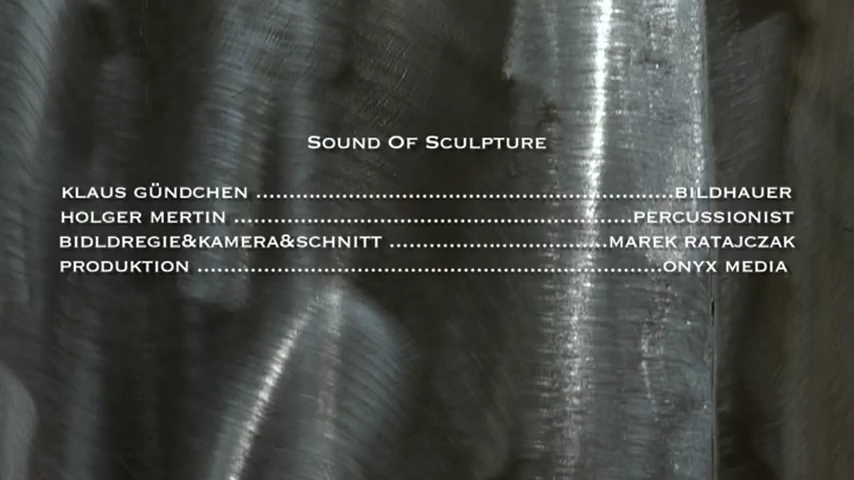 Sound Of Sculpture
KLAUS GÜNDCHEN ........................................................BILDHAUER
HOLGER MERTIN .....................................................PERCUSSIONIST
BIDLDREGIE&KAMERA&SCHNITT .................................MAREK RATAJCZAK
PRODUKTION ..............................................................ONYX MEDIA